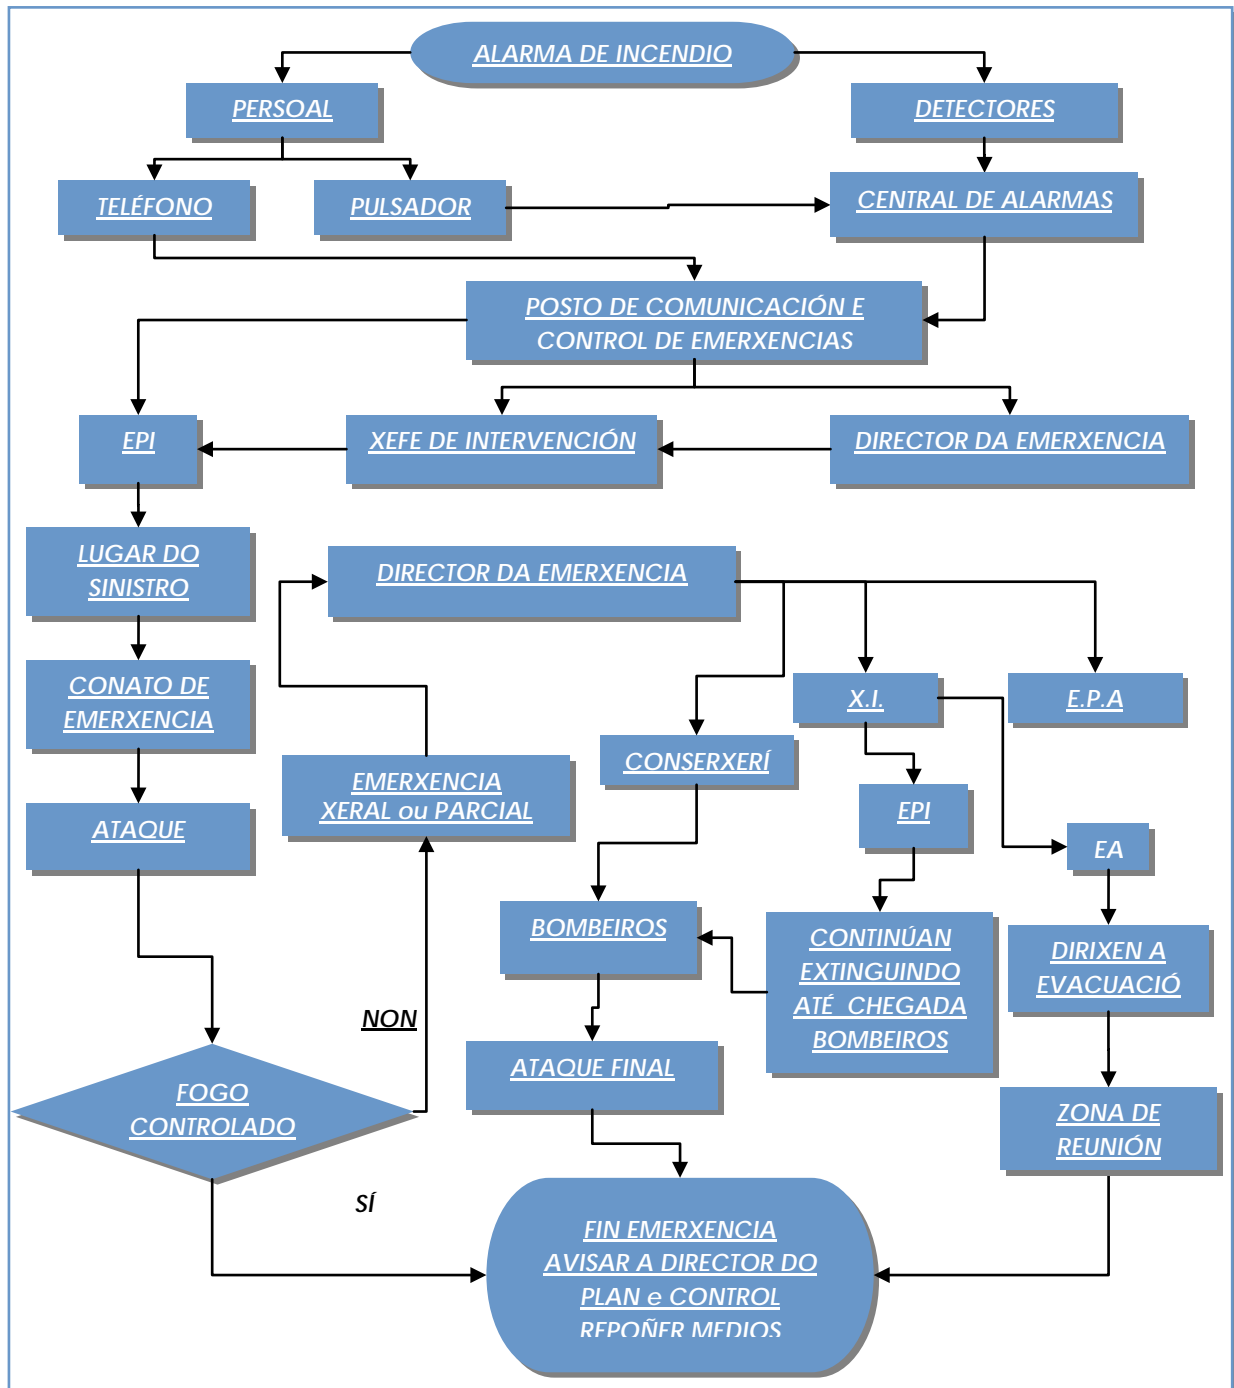 ALARMA DE INCENDIO
PERSOAL
DETECTORES
TELÉFONO
PULSADOR
CENTRAL DE ALARMAS
POSTO DE COMUNICACIÓN E
CONTROL DE EMERXENCIAS
EPI
XEFE DE INTERVENCIÓN
DIRECTOR DA EMERXENCIA
LUGAR DO
SINISTRO
DIRECTOR DA EMERXENCIA
CONATO DE
EMERXENCIA
X.I.
E.P.A
CONSERXERÍ
EMERXENCIA
XERAL ou PARCIAL
EPI
ATAQUE
EA
BOMBEIROS
CONTINÚAN
EXTINGUINDO
ATÉ CHEGADA
BOMBEIROS
DIRIXEN A
EVACUACIÓ
NON
ATAQUE FINAL
FOGO
CONTROLADO
ZONA DE
REUNIÓN
SÍ
FIN EMERXENCIA
AVISAR A DIRECTOR DO
PLAN e CONTROL
REPOÑER MEDIOS